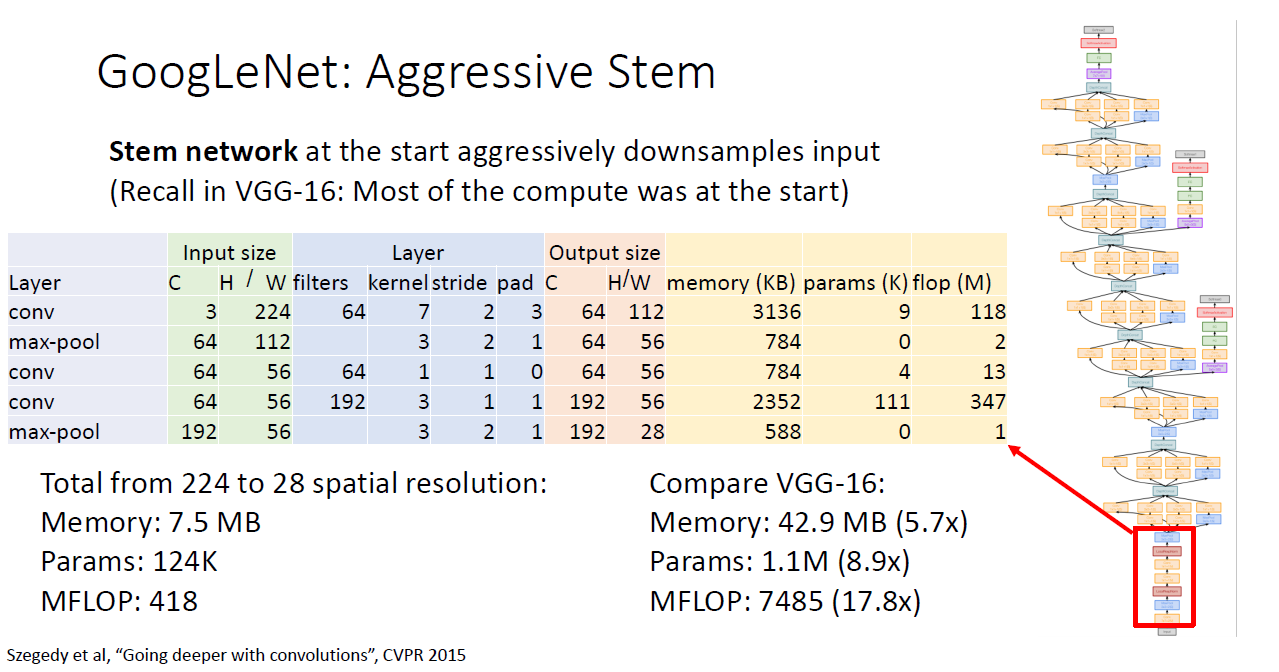 GoogLeNet: Aggressive Stem
Stem network at the start aggressively downsamples input
(Recall in VGG-16: Most of the compute was at the start)
Input size Layer Output size
Layer C H / W filters kernel stride pad C H/W memory (KB) params (K) flop (M)
conv 3 224 64 7 2 3 64 112 3136 9 118
max-pool 64 112 3 2 1 64 56 784 0 2
conv 64 56 64 1 1 0 64 56 784 4 13
conv 64 56 192 3 1 1 192 56 2352 111 347
max-pool 192 56 3 2 1 192 28 588 0 1
Total from 224 to 28 spatial resolution:
Memory: 7.5 MB
Params: 124K
MFLOP: 418
Compare VGG-16:
Memory: 42.9 MB (5.7x)
Params: 1.1M (8.9x)
MFLOP: 7485 (17.8x)
Szegedy et al, “Going deeper with convolutions”, CVPR 2015